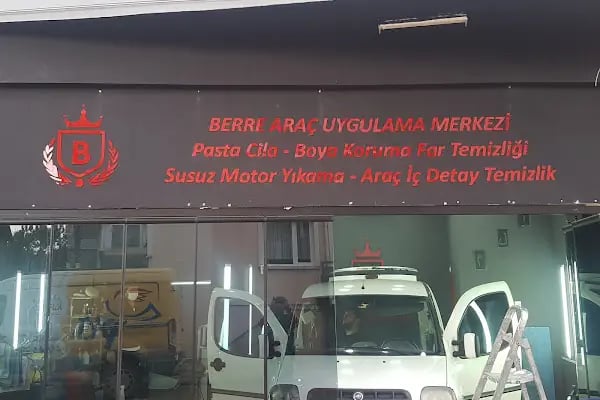 B
BERRE ARAÇ UYGULAMA MERKEZİ
Pasta Cila - Boya Koruma Far Temizliği
Susuz Motor Yıkama - Araç İç Detay Temizlik